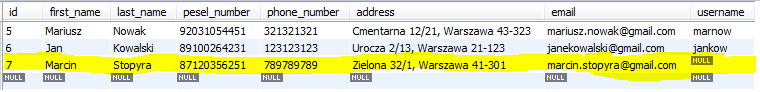 id first_name last_name pesel_number phone_number address email username
5 Mariusz Nowak 92031054451 321321321 Cmentarna 12/21, Warszawa 43-323 mariusz.nowak@gmail.com marnow
6 Jan Kowalski 89100264231 123123123 Urocza 2/13, Warszawa 21-123 janekowalski@gmail.com jankow
7 Marcin Stopyra 87120356251 789789789 Zielona 32/1, Warszawa 41-301 marcin.stopyra@gmail.com NULL
NULL NULL NULL NULL NULL NULL NULL NULL